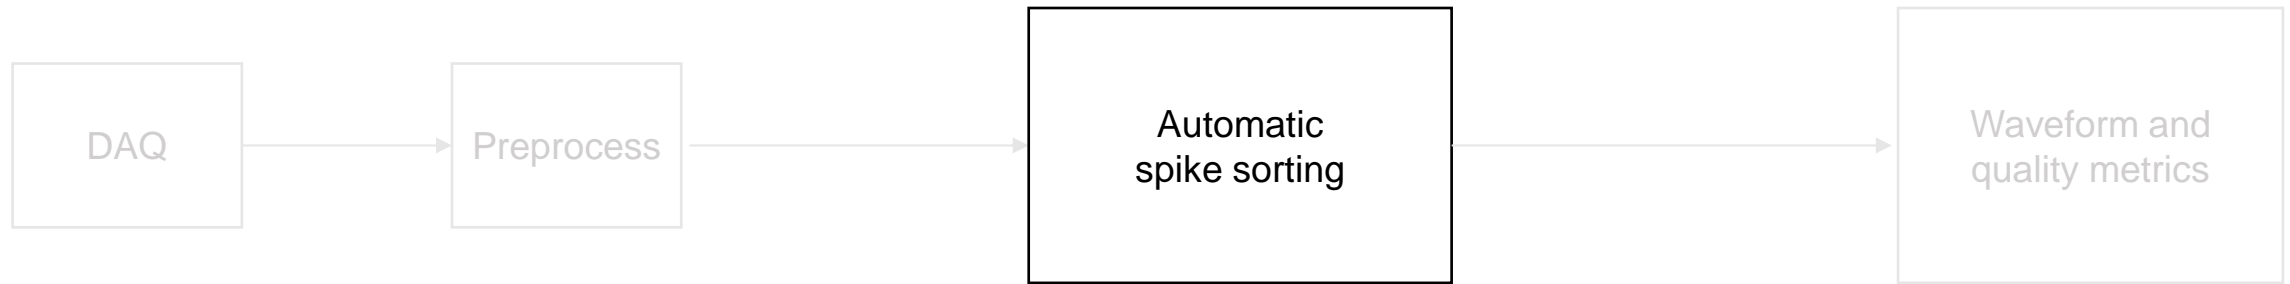 DAQ
Preprocess
Automatic
spike sorting
Waveform and
quality metrics